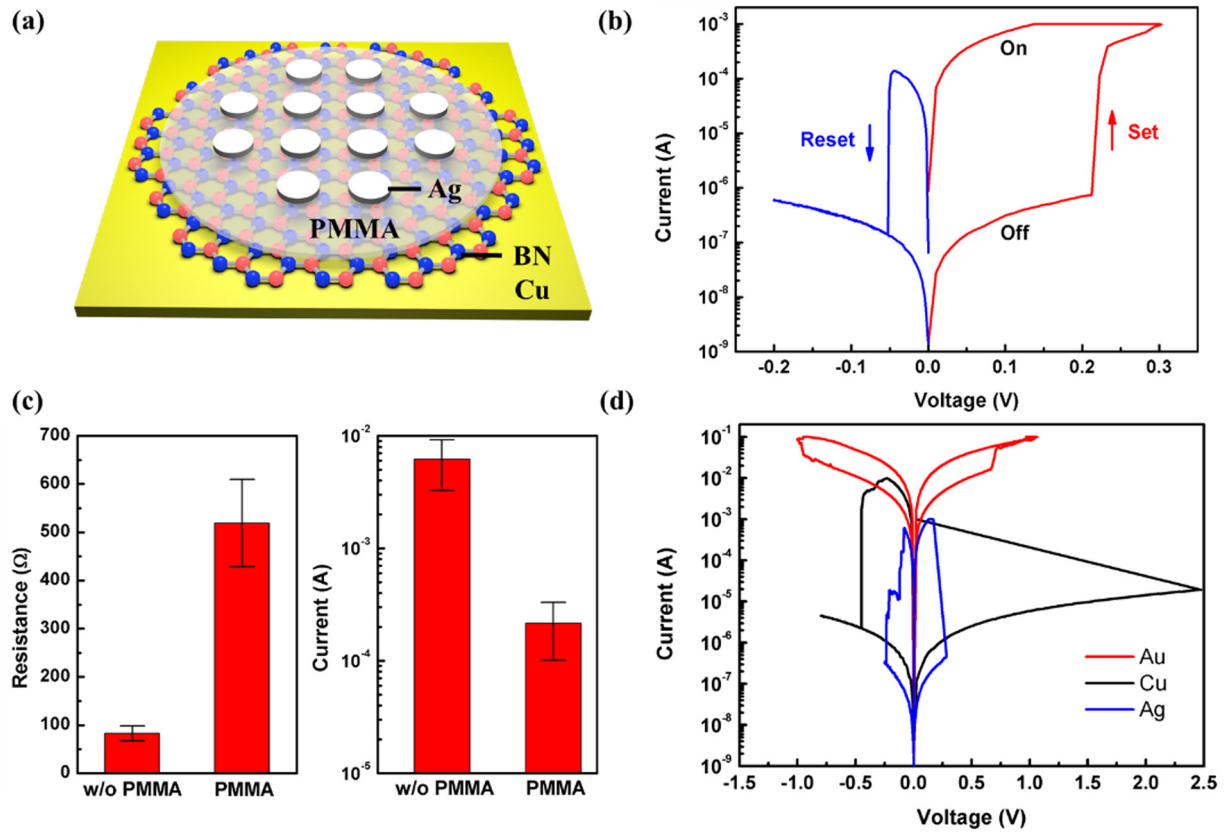 (a)
Ag
PMMA
BN
Cu
(b)
Current (A)
10⁻³
10⁻⁴
10⁻⁵
10⁻⁶
10⁻⁷
10⁻⁸
10⁻⁹
On
Reset
Set
Off
-0.2 -0.1 0.0 0.1 0.2 0.3
Voltage (V)
(c)
Resistance (Ω)
700
600
500
400
300
200
100
0
w/o PMMA PMMA
Current (A)
10⁻²
10⁻³
10⁻⁴
10⁻⁵
w/o PMMA PMMA
(d)
Current (A)
10⁻¹
10⁻²
10⁻³
10⁻⁴
10⁻⁵
10⁻⁶
10⁻⁷
10⁻⁸
10⁻⁹
Au
Cu
Ag
-1.5 -1.0 -0.5 0.0 0.5 1.0 1.5 2.0 2.5
Voltage (V)